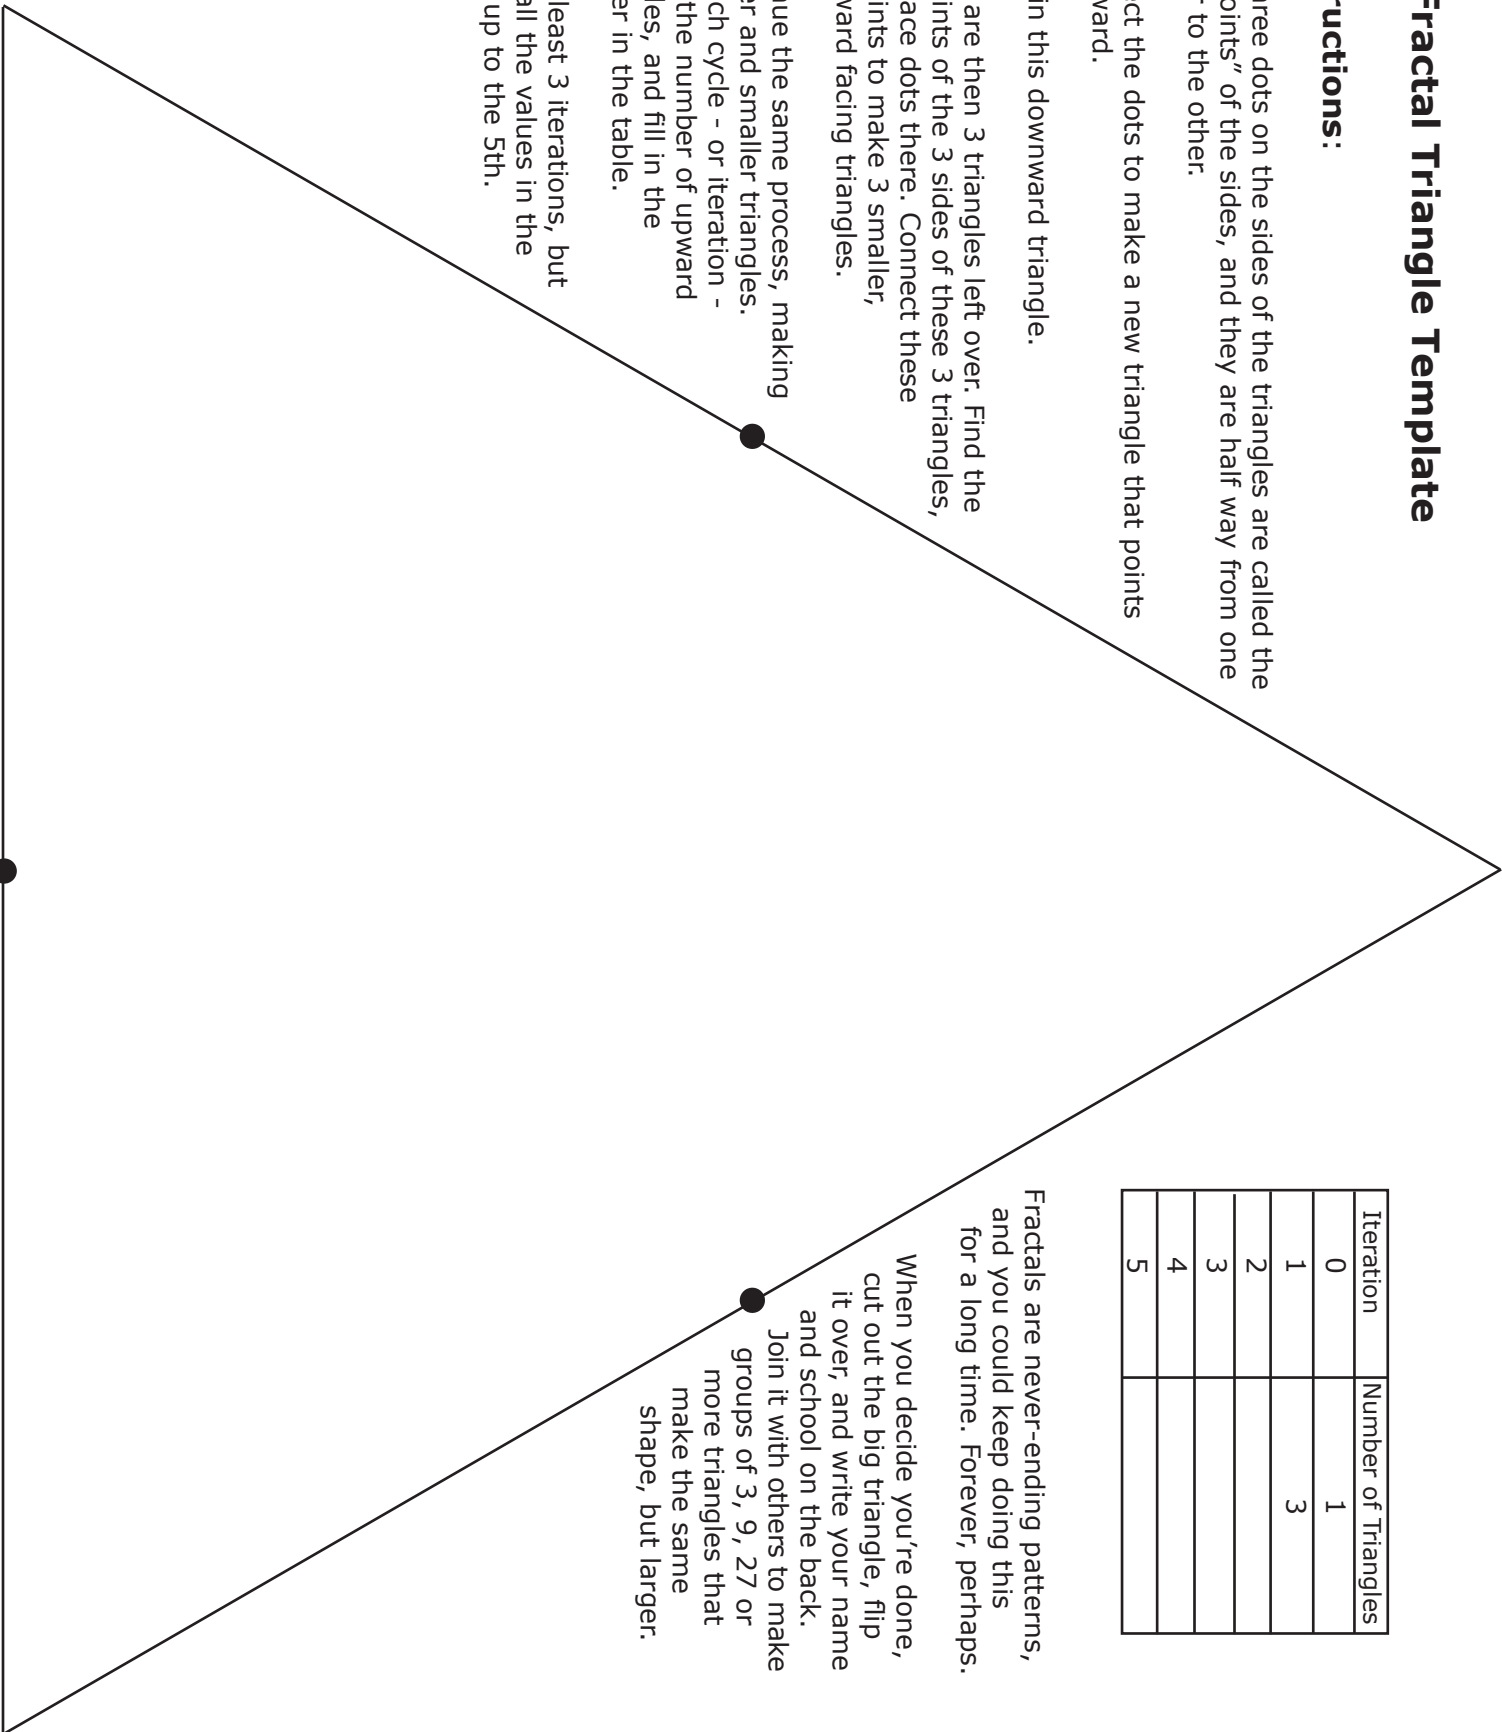 Fractal Triangle Template
ructions:
ree dots on the sides of the triangles are called the
oints” of the sides, and they are half way from one
r to the other.
ect the dots to make a new triangle that points
ward.
in this downward triangle.
are then 3 triangles left over. Find the
ints of the 3 sides of these 3 triangles,
ace dots there. Connect these
ints to make 3 smaller,
ward facing triangles.
ue the same process, making
er and smaller triangles.
ch cycle - or iteration -
the number of upward
les, and fill in the
er in the table.
least 3 iterations, but
all the values in the
up to the 5th.
Iteration Number of Triangles
0 1
1 3
2
3
4
5
Fractals are never-ending patterns,
and you could keep doing this
for a long time. Forever, perhaps.
When you decide you’re done,
cut out the big triangle, flip
it over, and write your name
and school on the back.
Join it with others to make
groups of 3, 9, 27 or
more triangles that
make the same
shape, but larger.